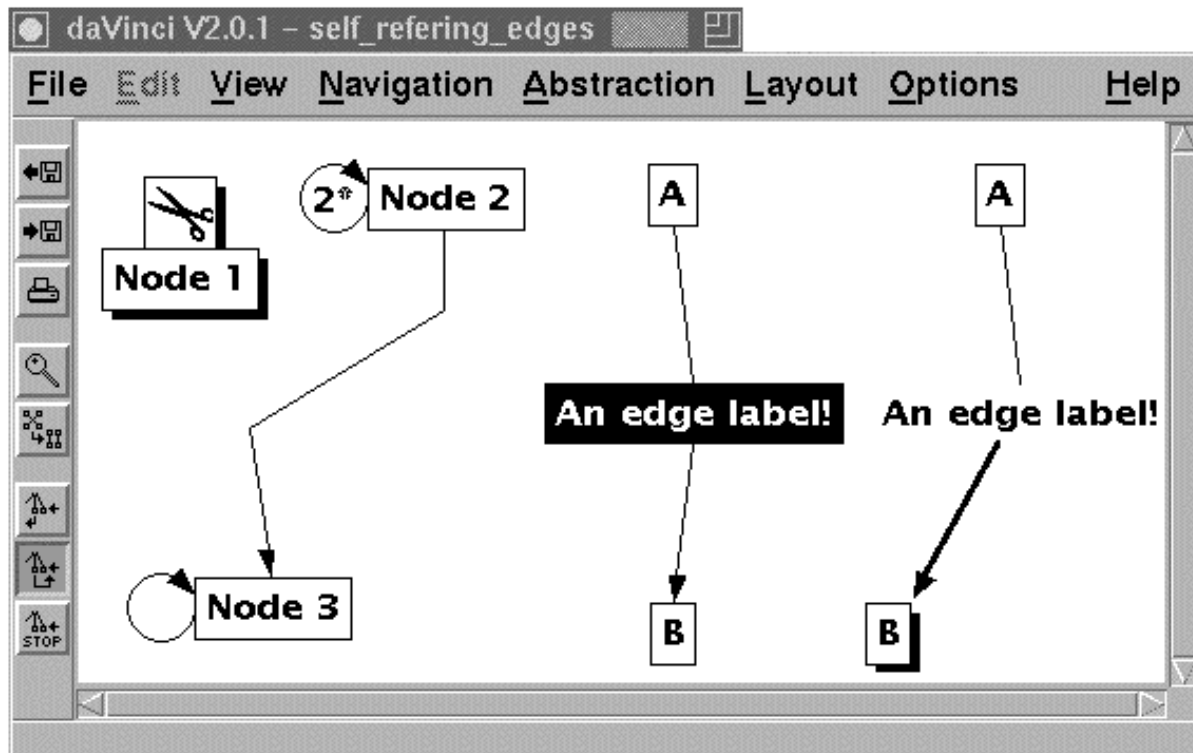 daVinci V2.0.1 – self_refering_edges
File Edit View Navigation Abstraction Layout Options Help
2* Node 2 A A
Node 1
An edge label! An edge label!
Node 3 B B
STOP